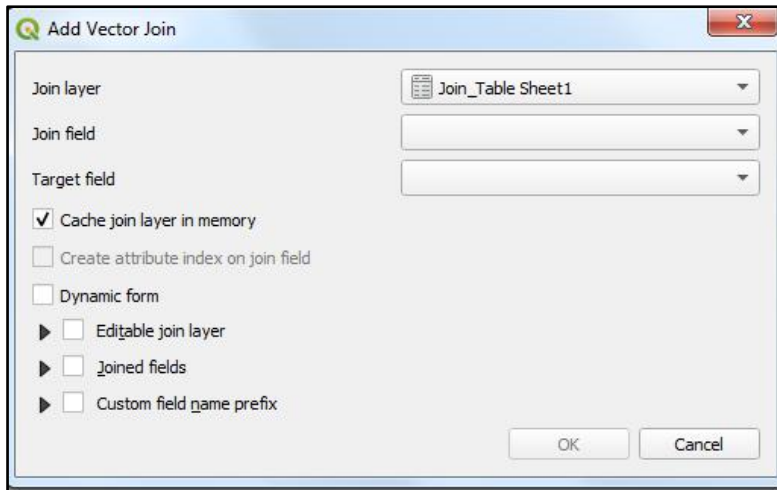 Add Vector Join
Join layer Join_Table Sheet1
Join field
Target field
Cache join layer in memory
Create attribute index on join field
Dynamic form
Editable join layer
Joined fields
Custom field name prefix
OK Cancel